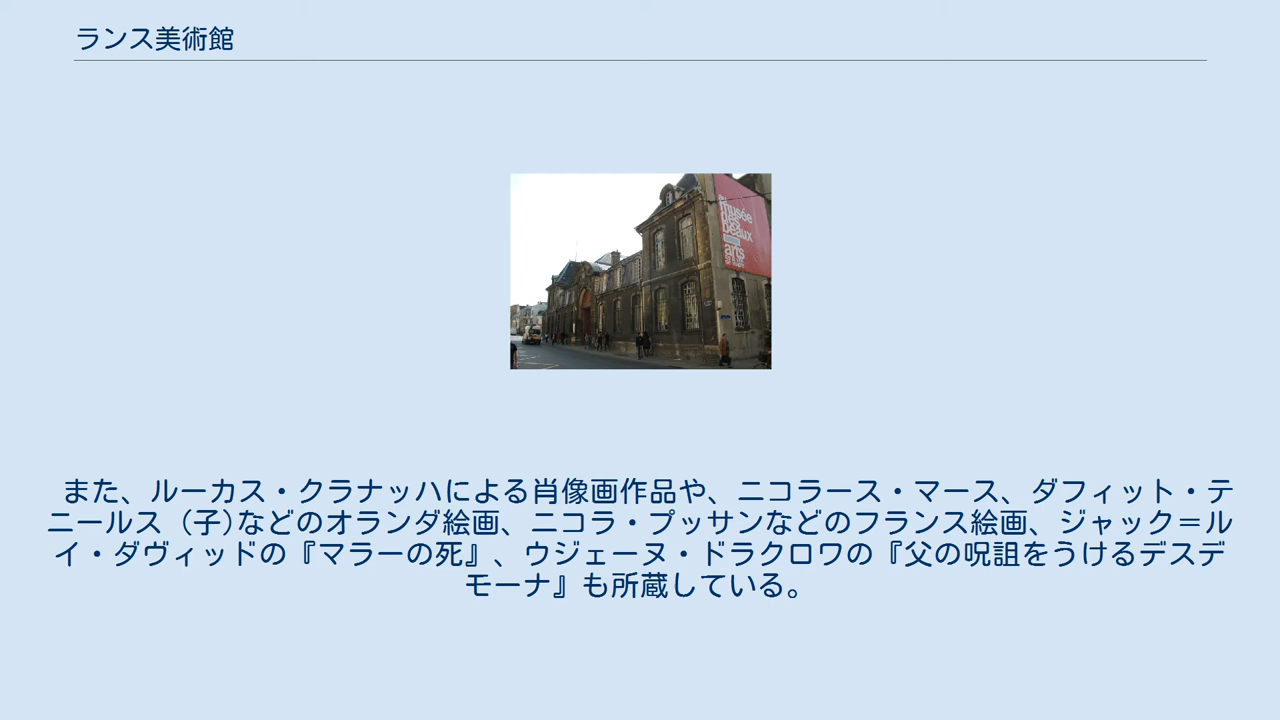 ランス美術館
musée
des
beaux
arts
また、ルーカス・クラナッハによる肖像画作品や、ニコラース・マース、ダフィット・テ
ニールス（子)などのオランダ絵画、ニコラ・プッサンなどのフランス絵画、ジャック＝ル
イ・ダヴィッドの『マラーの死』、ウジェーヌ・ドラクロワの『父の呪詛をうけるデスデ
モーナ』も所蔵している。